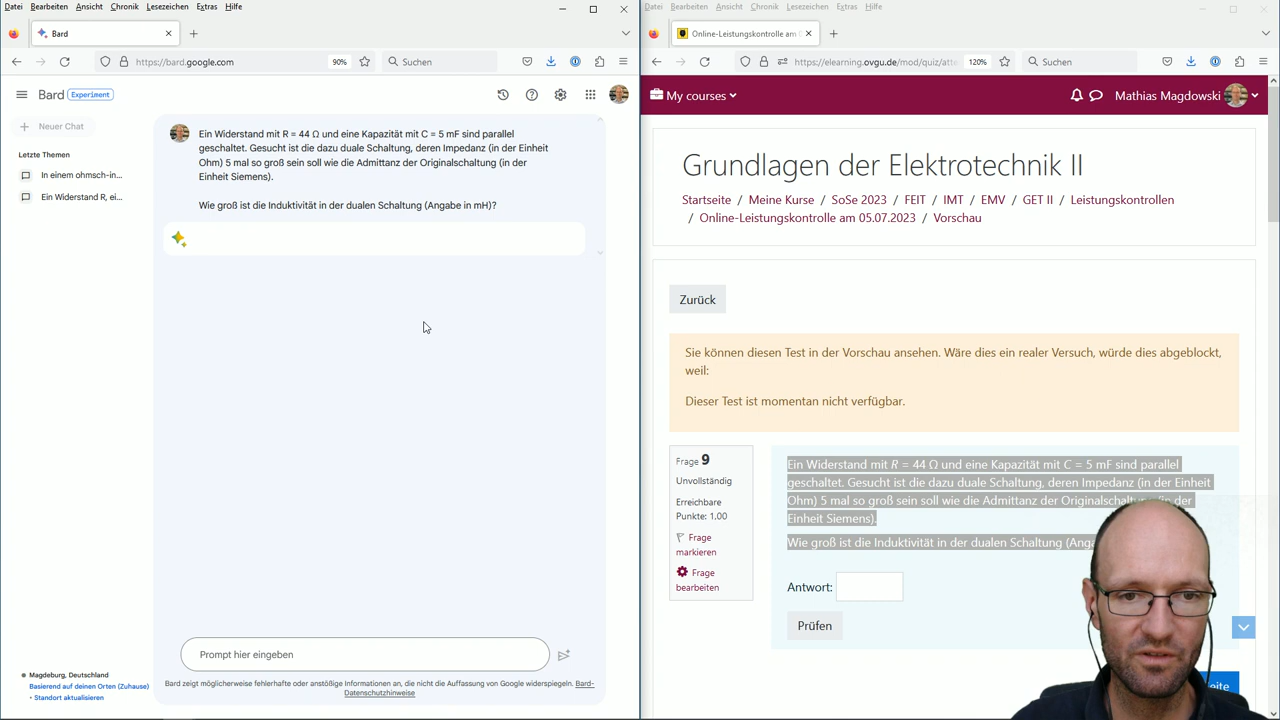 Datei Bearbeiten Ansicht Chronik Lesezeichen Extras Hilfe
Bard
https://bard.google.com 90% Suchen
Bard Experiment
Neuer Chat
Letzte Themen
In einem ohmsch-in...
Ein Widerstand R, ei...
Ein Widerstand mit R = 44 Ω und eine Kapazität mit C = 5 mF sind parallel
geschaltet. Gesucht ist die dazu duale Schaltung, deren Impedanz (in der Einheit
Ohm) 5 mal so groß sein soll wie die Admittanz der Originalschaltung (in der
Einheit Siemens).
Wie groß ist die Induktivität in der dualen Schaltung (Angabe in mH)?
Prompt hier eingeben
Magdeburg, Deutschland
Basierend auf deinen Orten (Zuhause)
• Standort aktualisieren
Bard zeigt möglicherweise fehlerhafte oder anstößige Informationen an, die nicht die Auffassung von Google widerspiegeln. Bard-
Datenschutzhinweise
Datei Bearbeiten Ansicht Chronik Lesezeichen Extras Hilfe
Online-Leistungskontrolle am
https://elearning.ovgu.de/mod/quiz/att 120% Suchen
My courses
Mathias Magdowski
Grundlagen der Elektrotechnik II
Startseite / Meine Kurse / SoSe 2023 / FEIT / IMT / EMV / GET II / Leistungskontrollen
/ Online-Leistungskontrolle am 05.07.2023 / Vorschau
Zurück
Sie können diesen Test in der Vorschau ansehen. Wäre dies ein realer Versuch, würde dies abgeblockt,
weil:
Dieser Test ist momentan nicht verfügbar.
Frage 9
Unvollständig
Erreichbare
Punkte: 1.00
Frage
markieren
Frage
bearbeiten
Ein Widerstand mit R = 44 Ω und eine Kapazität mit C = 5 mF sind parallel
geschaltet. Gesucht ist die dazu duale Schaltung, deren Impedanz (in der Einheit
Ohm) 5 mal so groß sein soll wie die Admittanz der Originalschaltung (in der
Einheit Siemens).
Wie groß ist die Induktivität in der dualen Schaltung
Antwort:
Prüfen